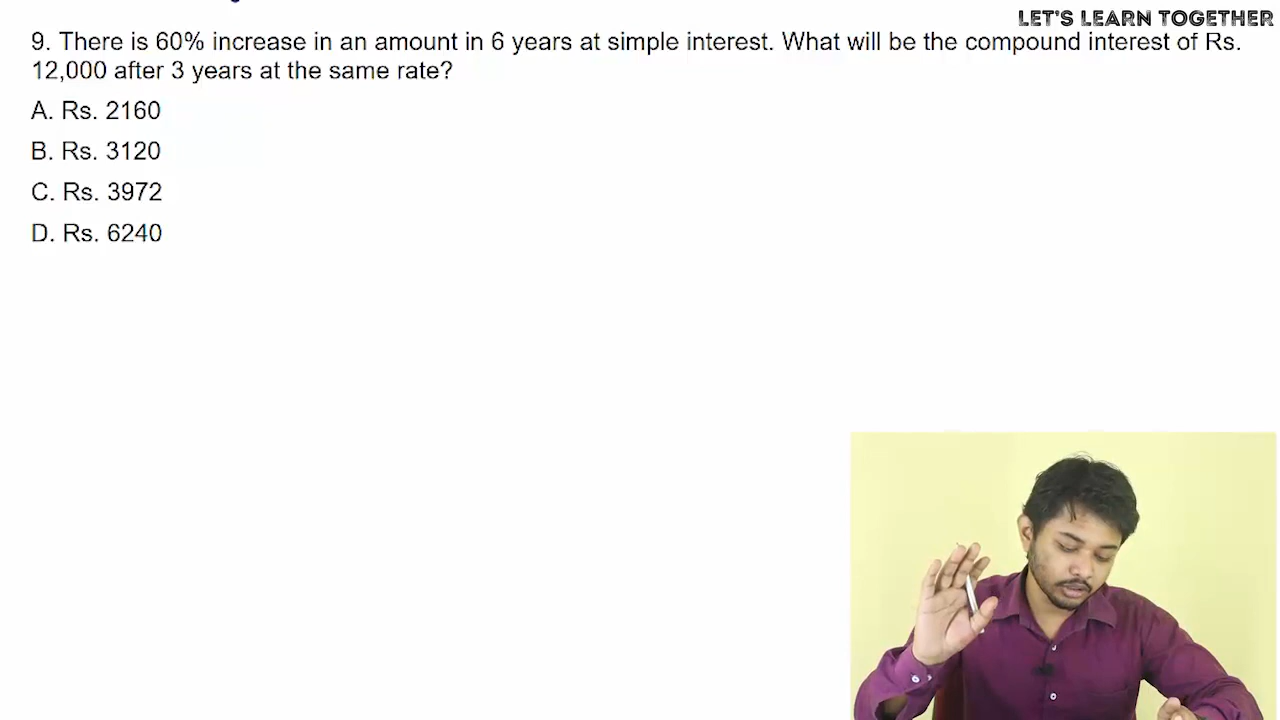 LET'S LEARN TOGETHER
9. There is 60% increase in an amount in 6 years at simple interest. What will be the compound interest of Rs.
12,000 after 3 years at the same rate?
A. Rs. 2160
B. Rs. 3120
C. Rs. 3972
D. Rs. 6240